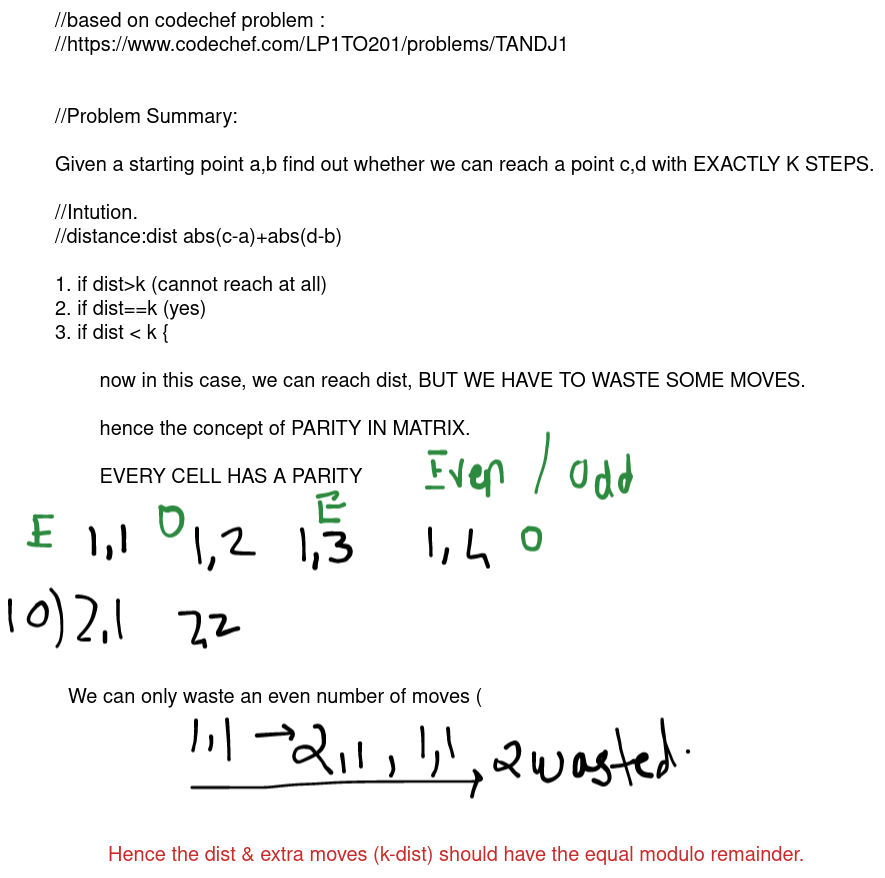 //based on codechef problem :
//https://www.codechef.com/LP1TO201/problems/TANDJ1
//Problem Summary:
Given a starting point a,b find out whether we can reach a point c,d with EXACTLY K STEPS.
//Intution.
//distance:dist abs(c-a)+abs(d-b)
1. if dist>k (cannot reach at all)
2. if dist==k (yes)
3. if dist < k {
now in this case, we can reach dist, BUT WE HAVE TO WASTE SOME MOVES.
hence the concept of PARITY IN MATRIX.
EVERY CELL HAS A PARITY Even / Odd
E 1,1 O 1,2 E 1,3 1,4 O
10) 2,1 2,2
We can only waste an even number of moves (
1,1 → 2,1, 1,1, 2 wasted.
Hence the dist & extra moves (k-dist) should have the equal modulo remainder.